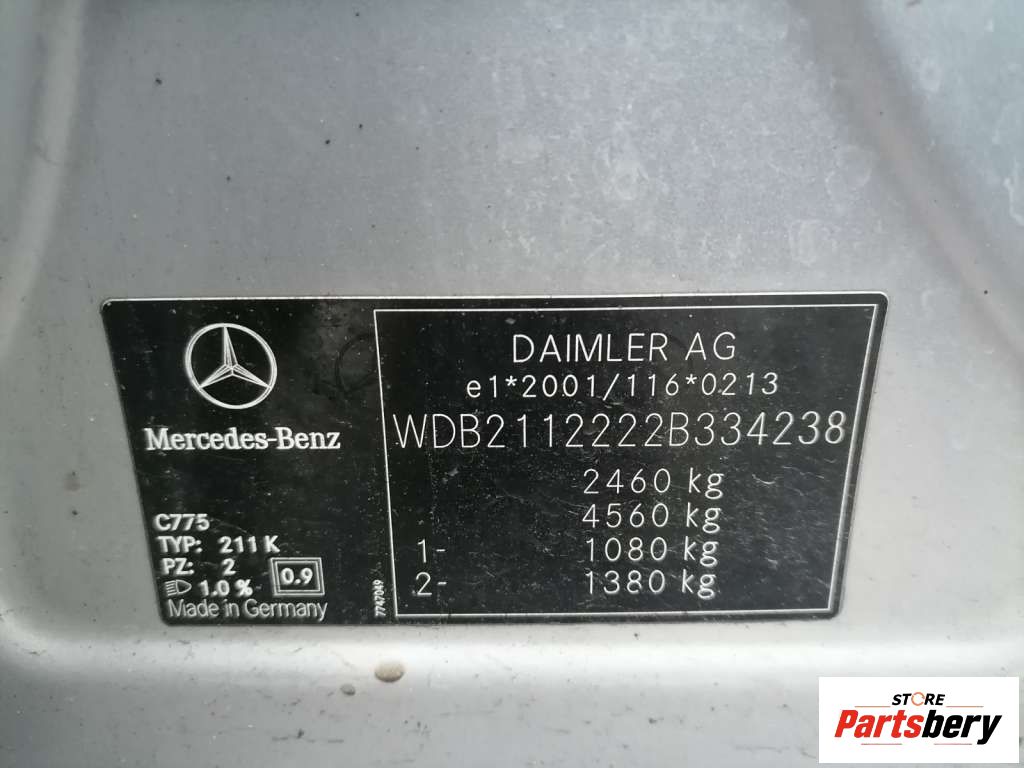 Mercedes-Benz
C775
TYP: 211 K
PZ: 2
1.0 %
0.9
Made in Germany
7747049
DAIMLER AG
e1*2001/116*0213
WDB2112222B334238
2460 kg
4560 kg
1- 1080 kg
2- 1380 kg
STORE
Partsbery